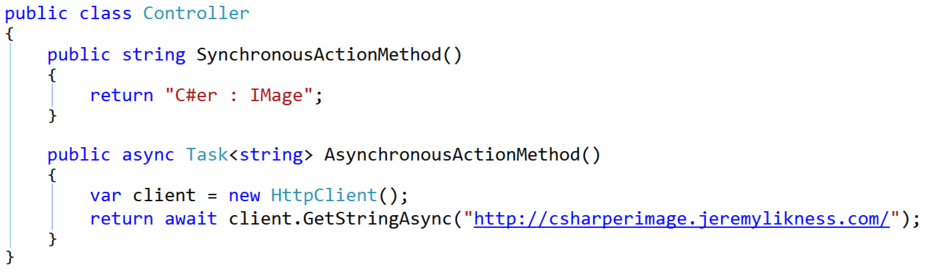 public class Controller
{
    public string SynchronousActionMethod()
    {
        return "C#er : IMage";
    }
    public async Task<string> AsynchronousActionMethod()
    {
        var client = new HttpClient();
        return await client.GetStringAsync("http://csharperimage.jeremylikness.com/");
    }
}